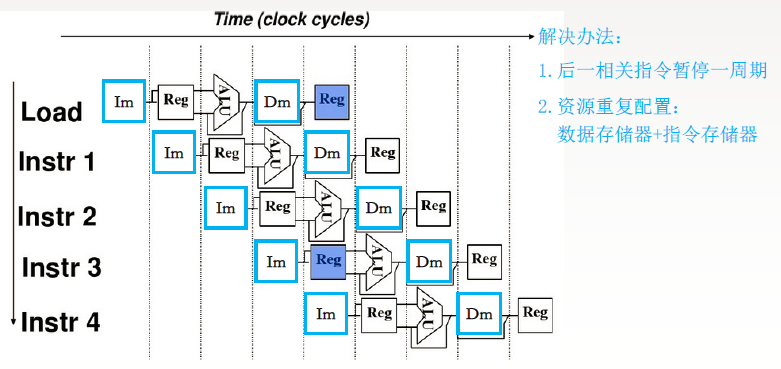 Time (clock cycles)
解决办法：
1.后一相关指令暂停一周期
2.资源重复配置：
数据存储器+指令存储器
Load
Im Reg ALU Dm Reg
Instr 1
Im Reg ALU Dm Reg
Instr 2
Im Reg ALU Dm Reg
Instr 3
Im Reg ALU Dm Reg
Instr 4
Im Reg ALU Dm Reg